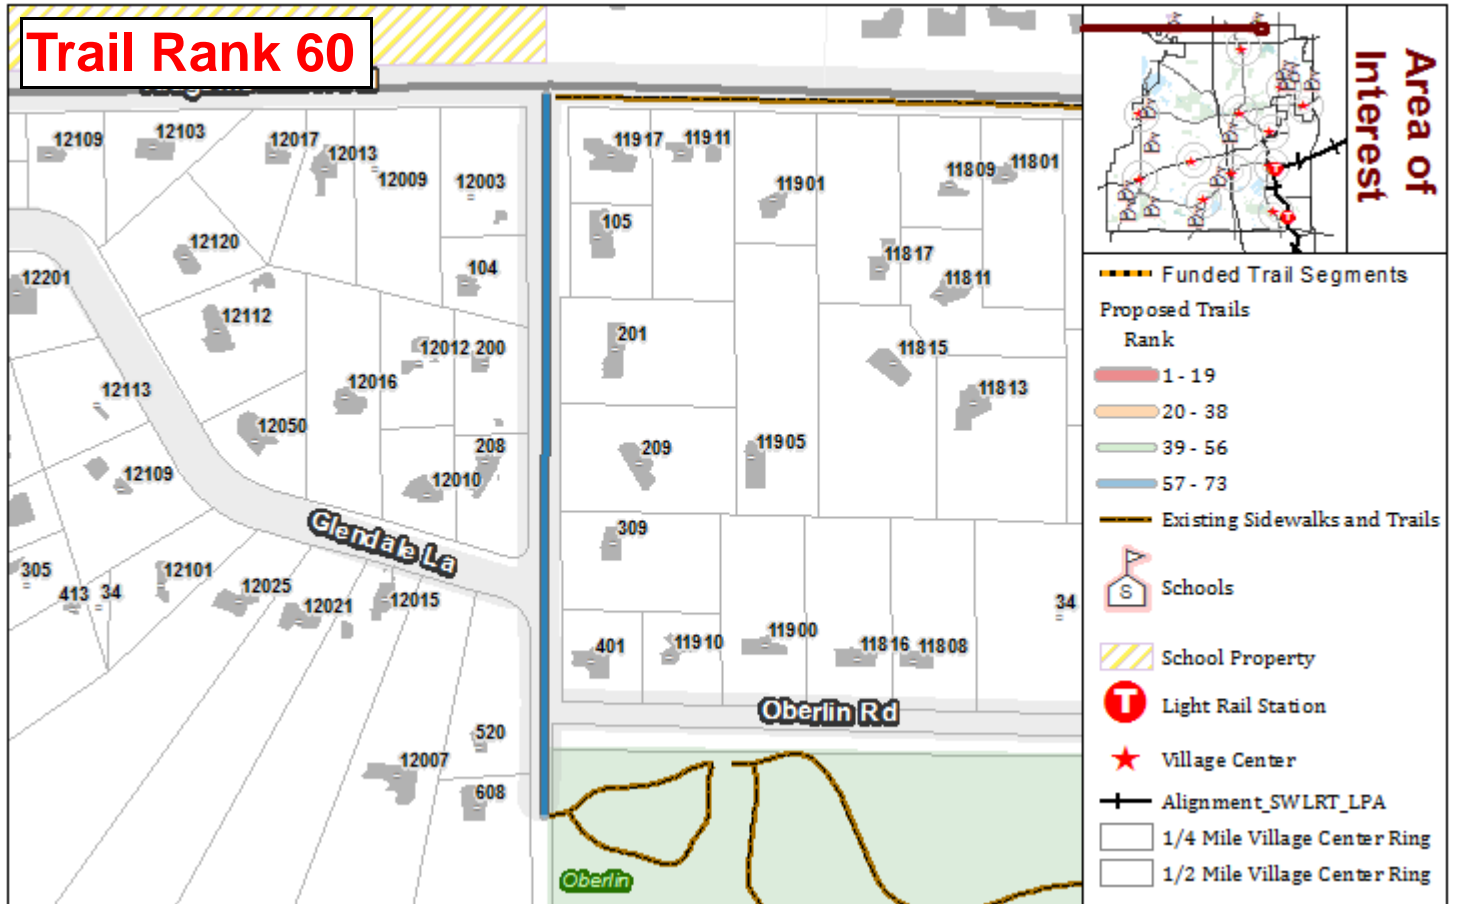 Trail Rank 60
12109
12103
12017
12013
12009
12003
11917
11911
11901
11809
11801
105
12120
104
11817
11811
12201
12112
12012
200
201
11815
12016
11813
12113
12050
208
209
11905
12109
12010
Glendale La
309
305
413
34
12101
12025
12021
12015
34
401
11910
11900
11816
11808
Oberlin Rd
520
12007
608
Oberlin
Area of
Interest
T
T
Funded Trail Segments
Proposed Trails
Rank
1 - 19
20 - 38
39 - 56
57 - 73
Existing Sidewalks and Trails
S
Schools
School Property
T
Light Rail Station
Village Center
Alignment_SWLRT_LPA
1/4 Mile Village Center Ring
1/2 Mile Village Center Ring